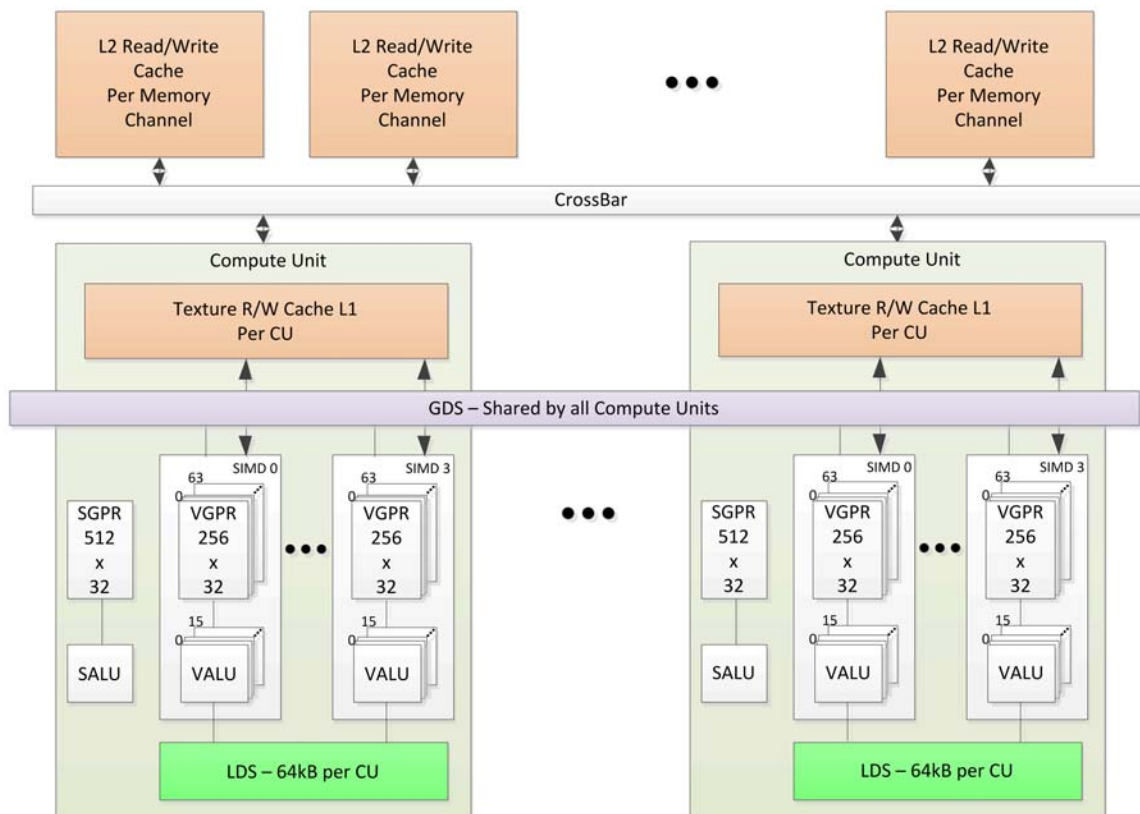 L2 Read/Write
Cache
Per Memory
Channel
L2 Read/Write
Cache
Per Memory
Channel
L2 Read/Write
Cache
Per Memory
Channel
CrossBar
Compute Unit
Texture R/W Cache L1
Per CU
Compute Unit
Texture R/W Cache L1
Per CU
GDS – Shared by all Compute Units
SGPR
512
x
32
SALU
SIMD 0
63
0
VGPR
256
x
32
15
0
VALU
SIMD 3
63
0
VGPR
256
x
32
15
0
VALU
LDS – 64kB per CU
SGPR
512
x
32
SALU
SIMD 0
63
0
VGPR
256
x
32
15
0
VALU
SIMD 3
63
0
VGPR
256
x
32
15
0
VALU
LDS – 64kB per CU